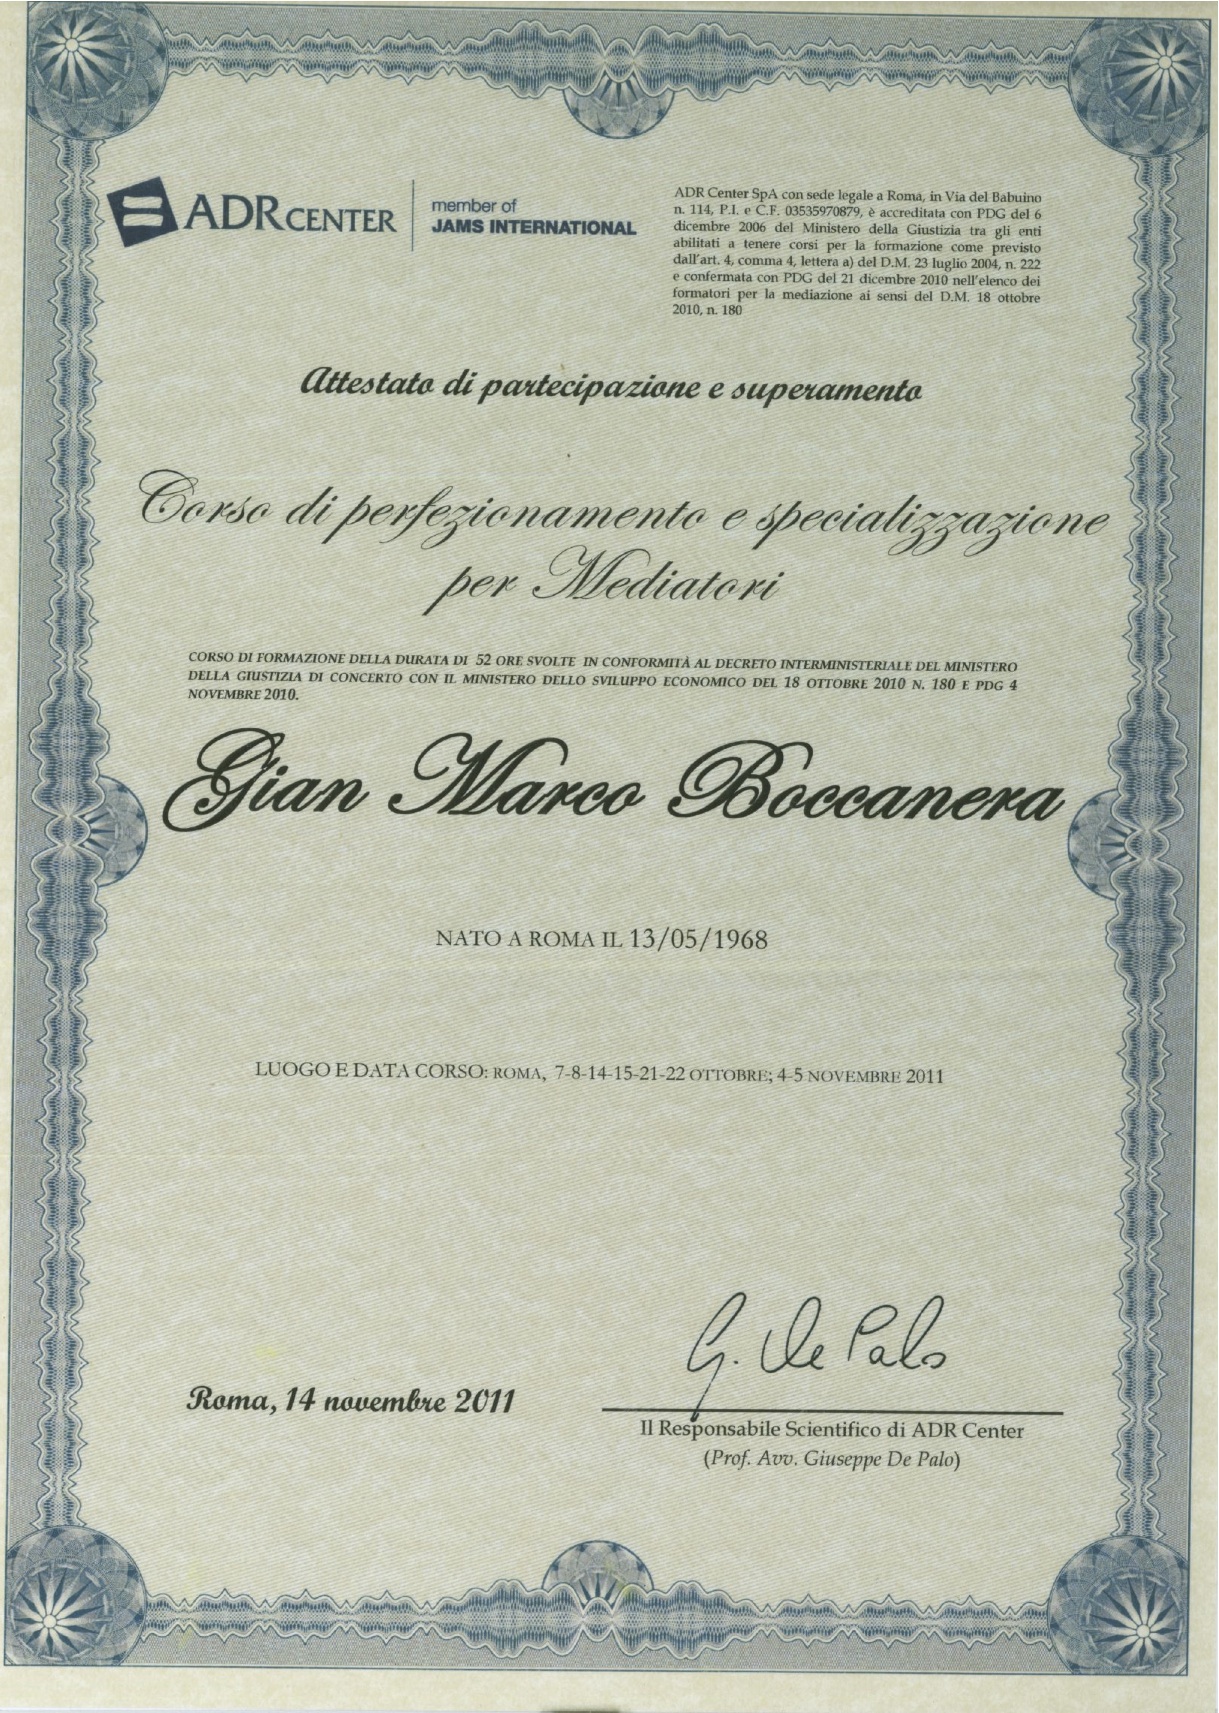 ADR CENTER
member of
JAMS INTERNATIONAL
ADR Center SpA con sede legale a Roma, in Via del Babuino
n. 114, P.I. e C.F. 03535970879, è accreditata con PDG del 6
dicembre 2006 del Ministero della Giustizia tra gli enti
abilitati a tenere corsi per la formazione come previsto
dall'art. 4, comma 4, lettera a) del D.M. 23 luglio 2004, n. 222
e confermata con PDG del 21 dicembre 2010 nell'elenco dei
formatori per la mediazione ai sensi del D.M. 18 ottobre
2010, n. 180
Attestato di partecipazione e superamento
Corso di perfezionamento e specializzazione
per Mediatori
CORSO DI FORMAZIONE DELLA DURATA DI 52 ORE SVOLTE IN CONFORMITÀ AL DECRETO INTERMINISTERIALE DEL MINISTERO
DELLA GIUSTIZIA DI CONCERTO CON IL MINISTERO DELLO SVILUPPO ECONOMICO DEL 18 OTTOBRE 2010 N. 180 E PDG 4
NOVEMBRE 2010.
Gian Marco Boccanera
NATO A ROMA IL 13/05/1968
LUOGO E DATA CORSO: ROMA, 7-8-14-15-21-22 OTTOBRE; 4-5 NOVEMBRE 2011
G. De Palo
Roma, 14 novembre 2011
Il Responsabile Scientifico di ADR Center
(Prof. Avv. Giuseppe De Palo)